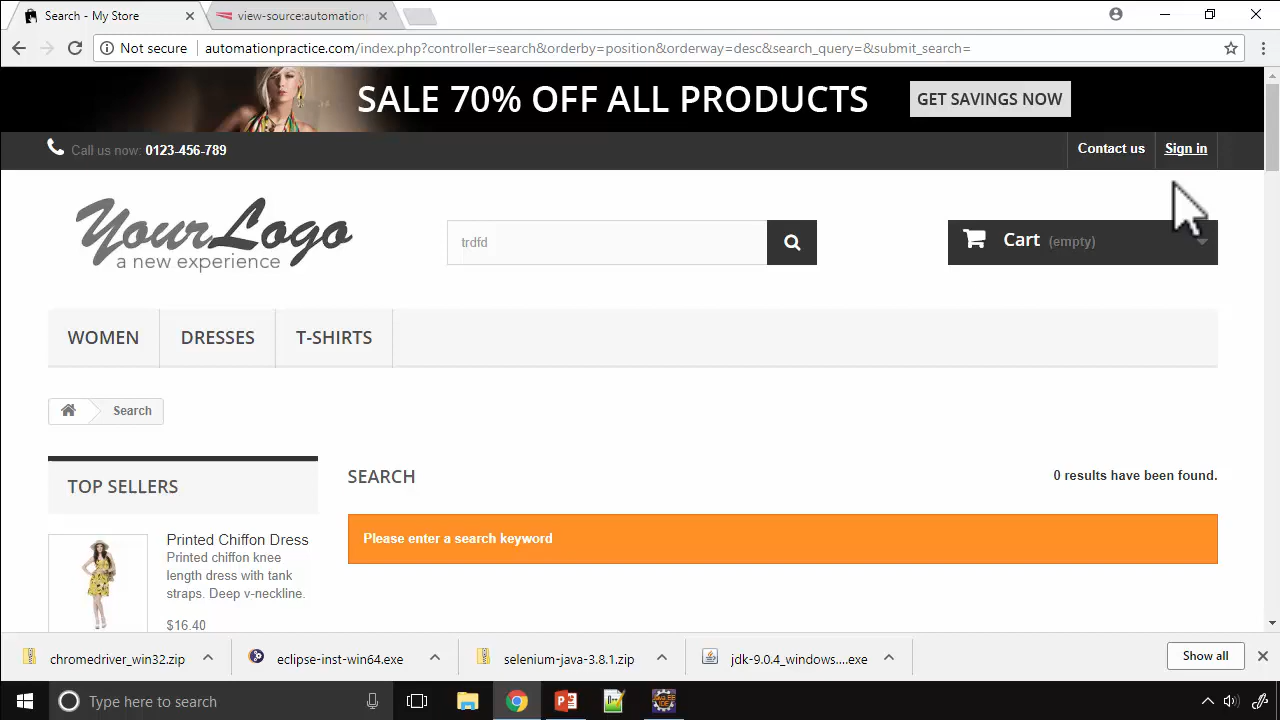 Search - My Store
view-source:automationp
Not secure automationpractice.com/index.php?controller=search&orderby=position&orderway=desc&search_query=&submit_search=
SALE 70% OFF ALL PRODUCTS GET SAVINGS NOW
Call us now: 0123-456-789
Contact us Sign in
YourLogo
a new experience
trdfd
Cart (empty)
WOMEN DRESSES T-SHIRTS
Search
TOP SELLERS
SEARCH
0 results have been found.
Please enter a search keyword
Printed Chiffon Dress
Printed chiffon knee
length dress with tank
straps. Deep v-neckline.
$16.40
chromedriver_win32.zip eclipse-inst-win64.exe selenium-java-3.8.1.zip jdk-9.0.4_windows....exe Show all
Type here to search